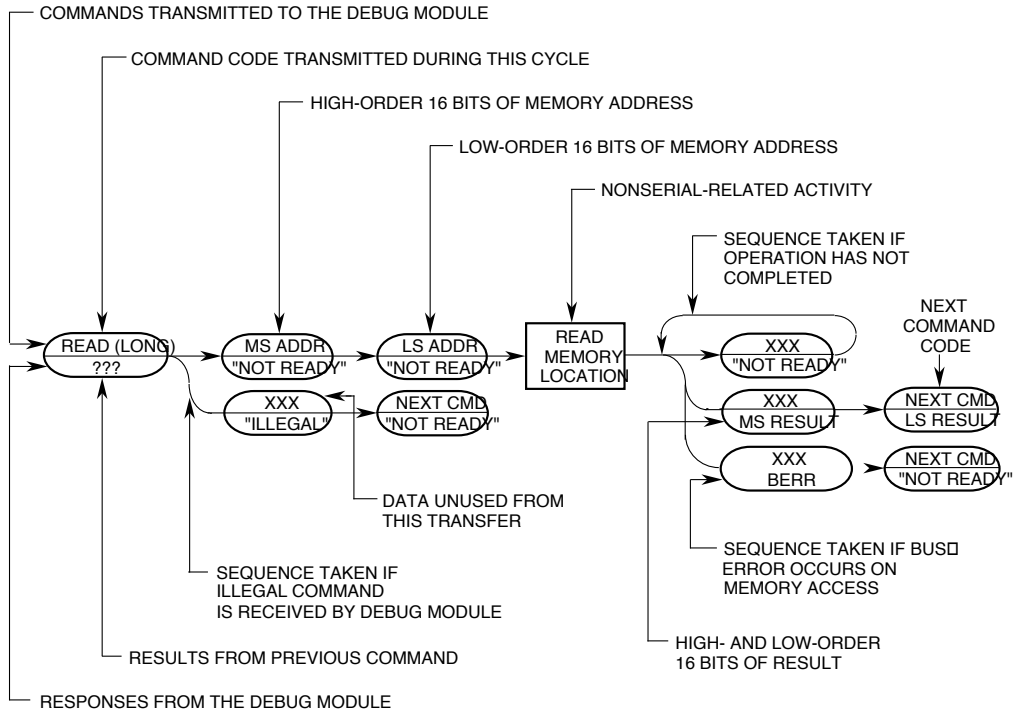 COMMANDS TRANSMITTED TO THE DEBUG MODULE
COMMAND CODE TRANSMITTED DURING THIS CYCLE
HIGH-ORDER 16 BITS OF MEMORY ADDRESS
LOW-ORDER 16 BITS OF MEMORY ADDRESS
NONSERIAL-RELATED ACTIVITY
SEQUENCE TAKEN IF
OPERATION HAS NOT
COMPLETED
NEXT
COMMAND
CODE
READ (LONG)
???
MS ADDR
"NOT READY"
LS ADDR
"NOT READY"
READ
MEMORY
LOCATION
XXX
"NOT READY"
XXX
"ILLEGAL"
NEXT CMD
"NOT READY"
XXX
MS RESULT
NEXT CMD
LS RESULT
XXX
BERR
NEXT CMD
"NOT READY"
DATA UNUSED FROM
THIS TRANSFER
SEQUENCE TAKEN IF
ILLEGAL COMMAND
IS RECEIVED BY DEBUG MODULE
SEQUENCE TAKEN IF BUS□
ERROR OCCURS ON
MEMORY ACCESS
HIGH- AND LOW-ORDER
16 BITS OF RESULT
RESULTS FROM PREVIOUS COMMAND
RESPONSES FROM THE DEBUG MODULE